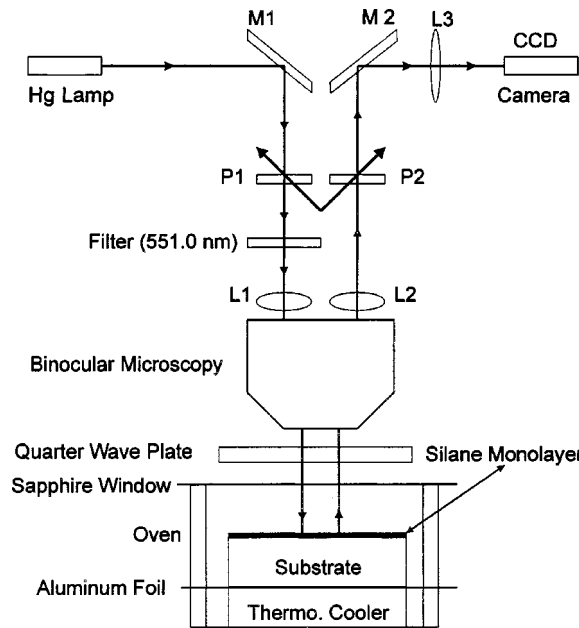 M1
M 2
L3
CCD
Hg Lamp
Camera
P1
P2
Filter (551.0 nm)
L1
L2
Binocular Microscopy
Quarter Wave Plate
Silane Monolayer
Sapphire Window
Oven
Substrate
Aluminum Foil
Thermo. Cooler